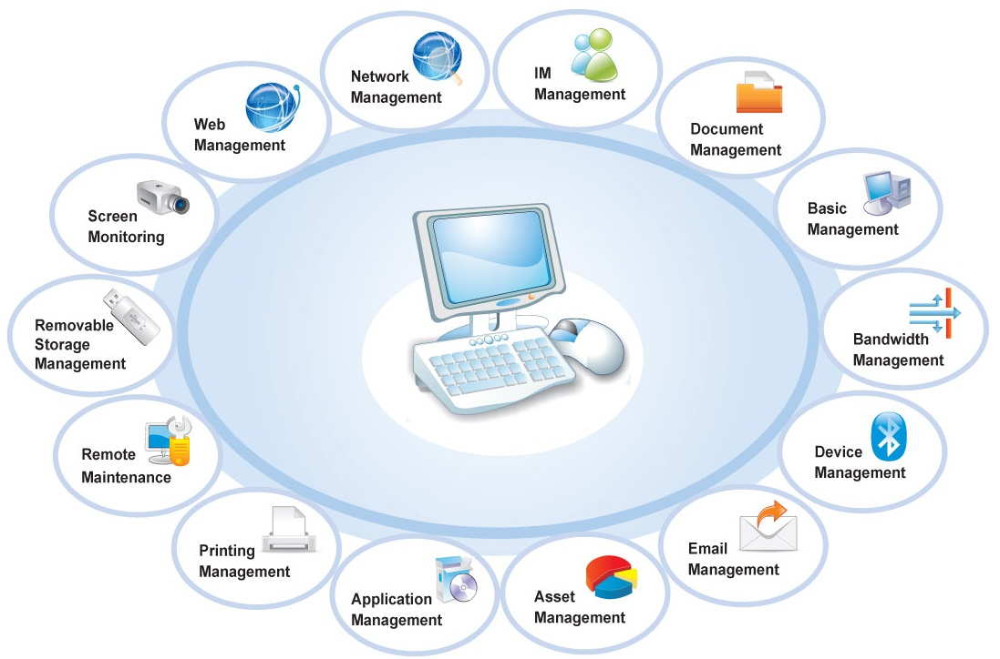 Network
Management
IM
Management
Document
Management
Basic
Management
Bandwidth
Management
Device
Management
Email
Management
Asset
Management
Application
Management
Printing
Management
Remote
Maintenance
Removable
Storage
Management
Screen
Monitoring
Web
Management